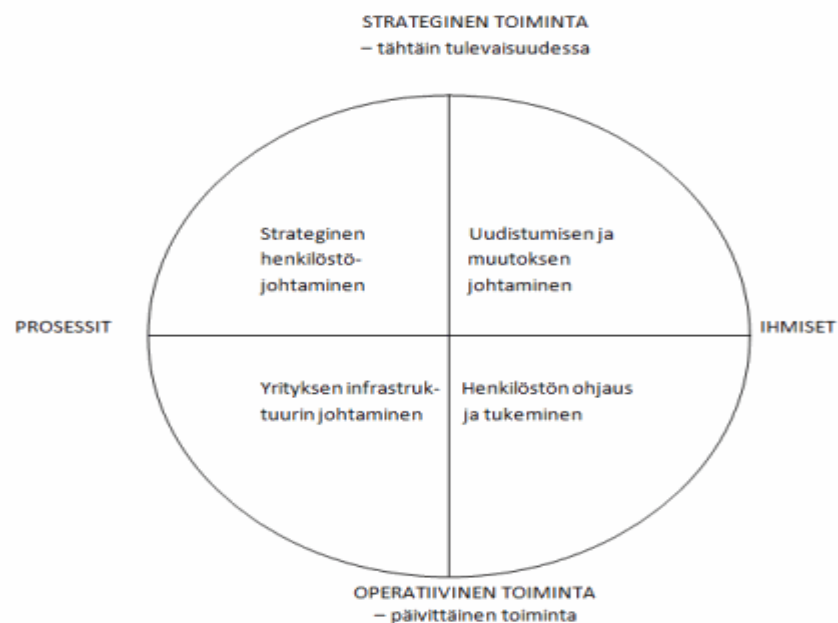 STRATEGINEN TOIMINTA
– tähtäin tulevaisuudessa
Strateginen
henkilöstö-
johtaminen
Uudistumisen ja
muutoksen
johtaminen
PROSESSIT
IHMISET
Yrityksen infrastruk-
tuurin johtaminen
Henkilöstön ohjaus
ja tukeminen
OPERATIIVINEN TOIMINTA
– päivittäinen toiminta